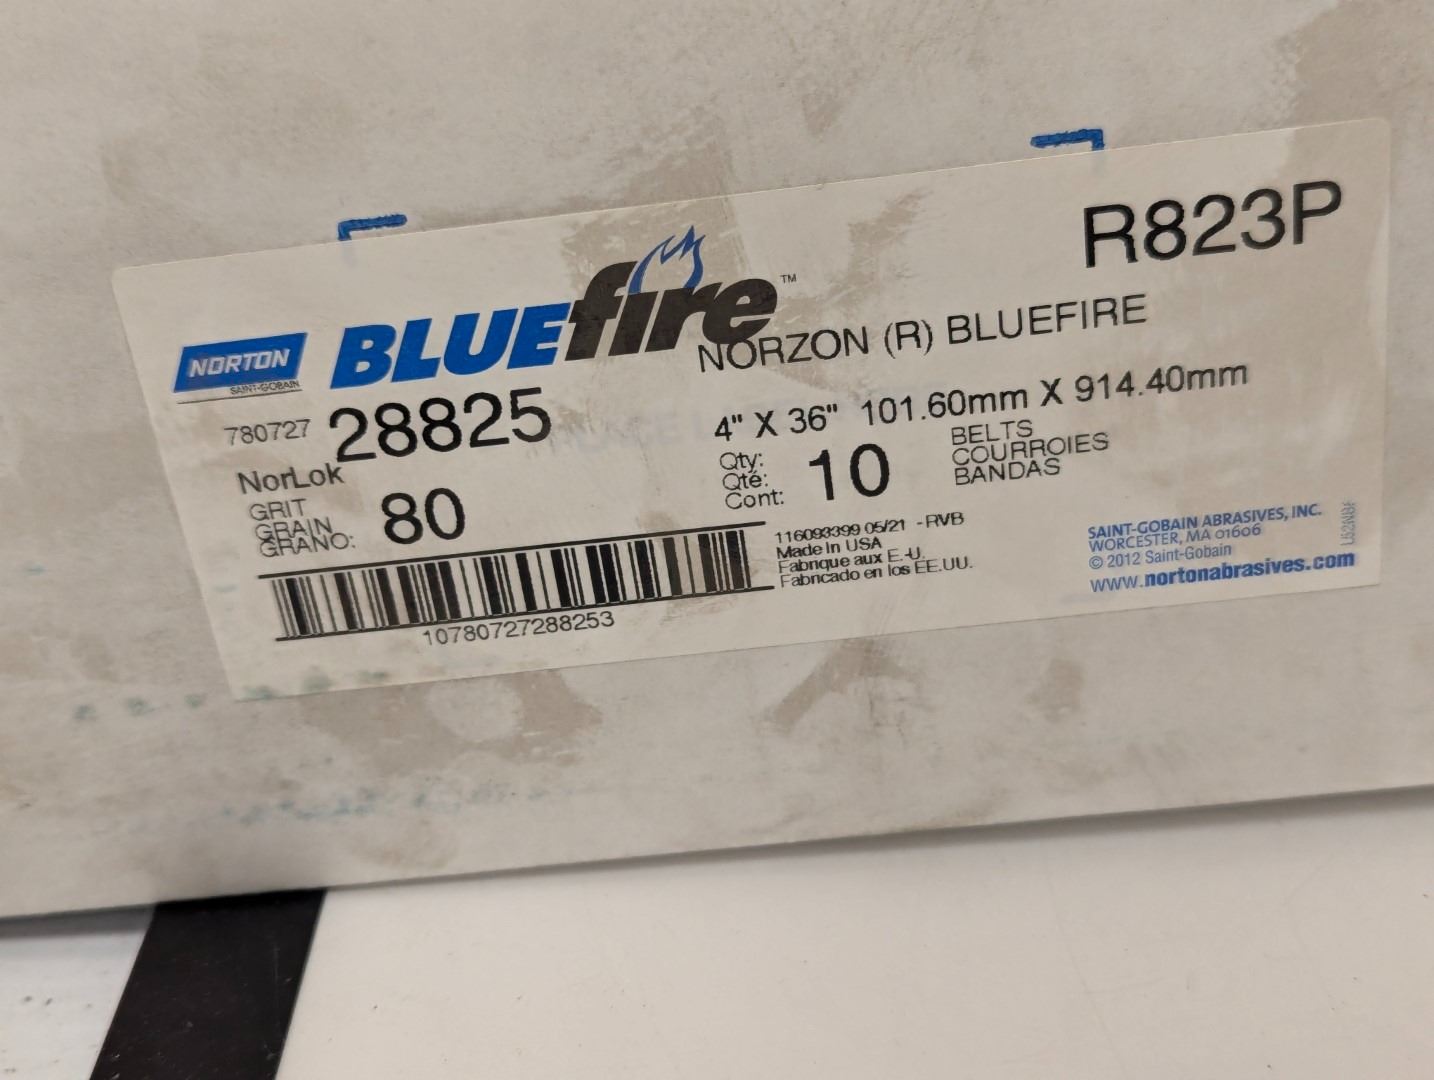 R823P
NORTON
SAINT-GOBAIN
BLUEfire™
NORZON (R) BLUEFIRE
780727 28825
4" X 36" 101.60mm X 914.40mm
NorLok
GRIT
GRAIN
GRANO: 80
Qty:
Qté:
Cont: 10
BELTS
COURROIES
BANDAS
10780727288253
116093399 05/21 -RVB
Made In USA
Fabrique aux E.-U.
Fabricado en los EE.UU.
SAINT-GOBAIN ABRASIVES, INC.
WORCESTER, MA 01606
© 2012 Saint-Gobain
www.nortonabrasives.com